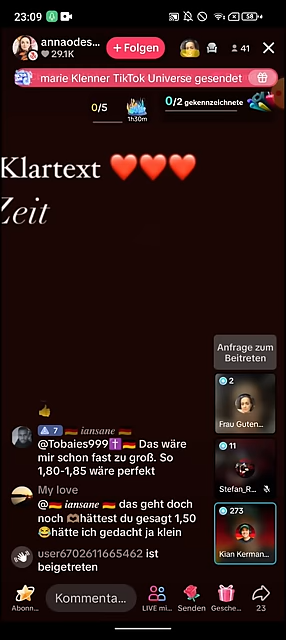 23:09
58
annaodes...
29.1K
+ Folgen
41
marie Klenner TikTok Universe gesendet
0/5
1h30m
0/2 gekennzeichnete
Klartext ❤️❤️❤️
Zeit
Anfrage zum
Beitreten
2
Frau Guten...
11
Stefan_R...
273
Kian Kerman...
👍
7 🇩🇪 iansane 🇩🇪
@Tobaies999✝️🇩🇪 Das wäre
mir schon fast zu groß. So
1,80-1,85 wäre perfekt
My love
@🇩🇪 iansane 🇩🇪 das geht doch
noch 🫶🏾hättest du gesagt 1,50
😂hätte ich gedacht ja klein
user6702611665462 ist
beigetreten
Abonn...
Kommenta...
LIVE mi...
Senden
Gesche...
23